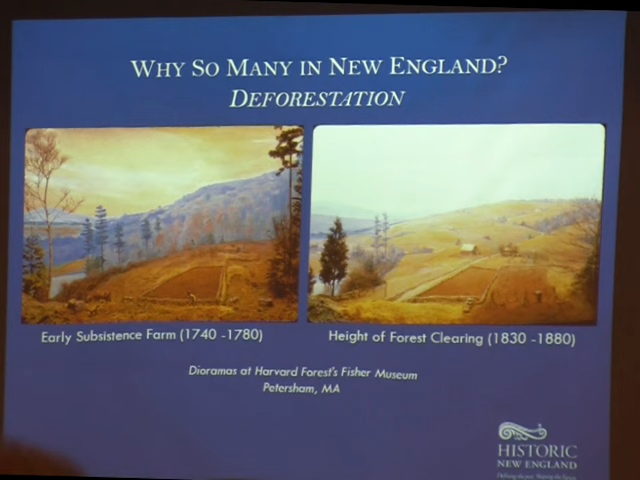 WHY SO MANY IN NEW ENGLAND?
DEFORESTATION
Early Subsistence Farm (1740 -1780)
Height of Forest Clearing (1830 -1880)
Dioramas at Harvard Forest's Fisher Museum
Petersham, MA
HISTORIC
NEW ENGLAND